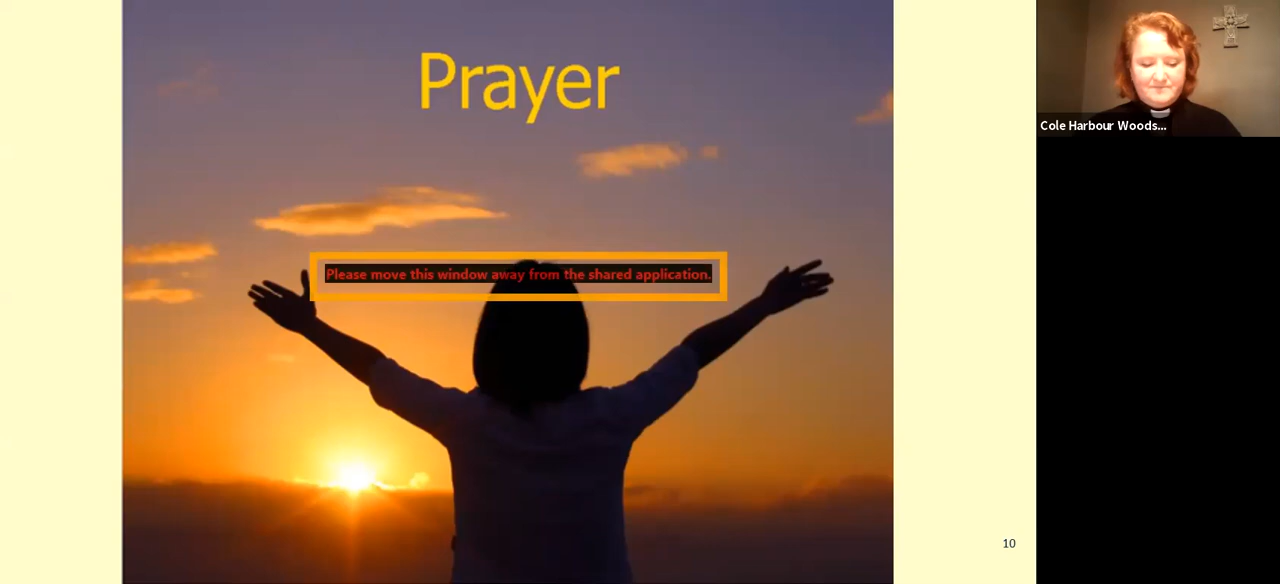 Prayer
Please move this window away from the shared application.
Cole Harbour Woods...
10